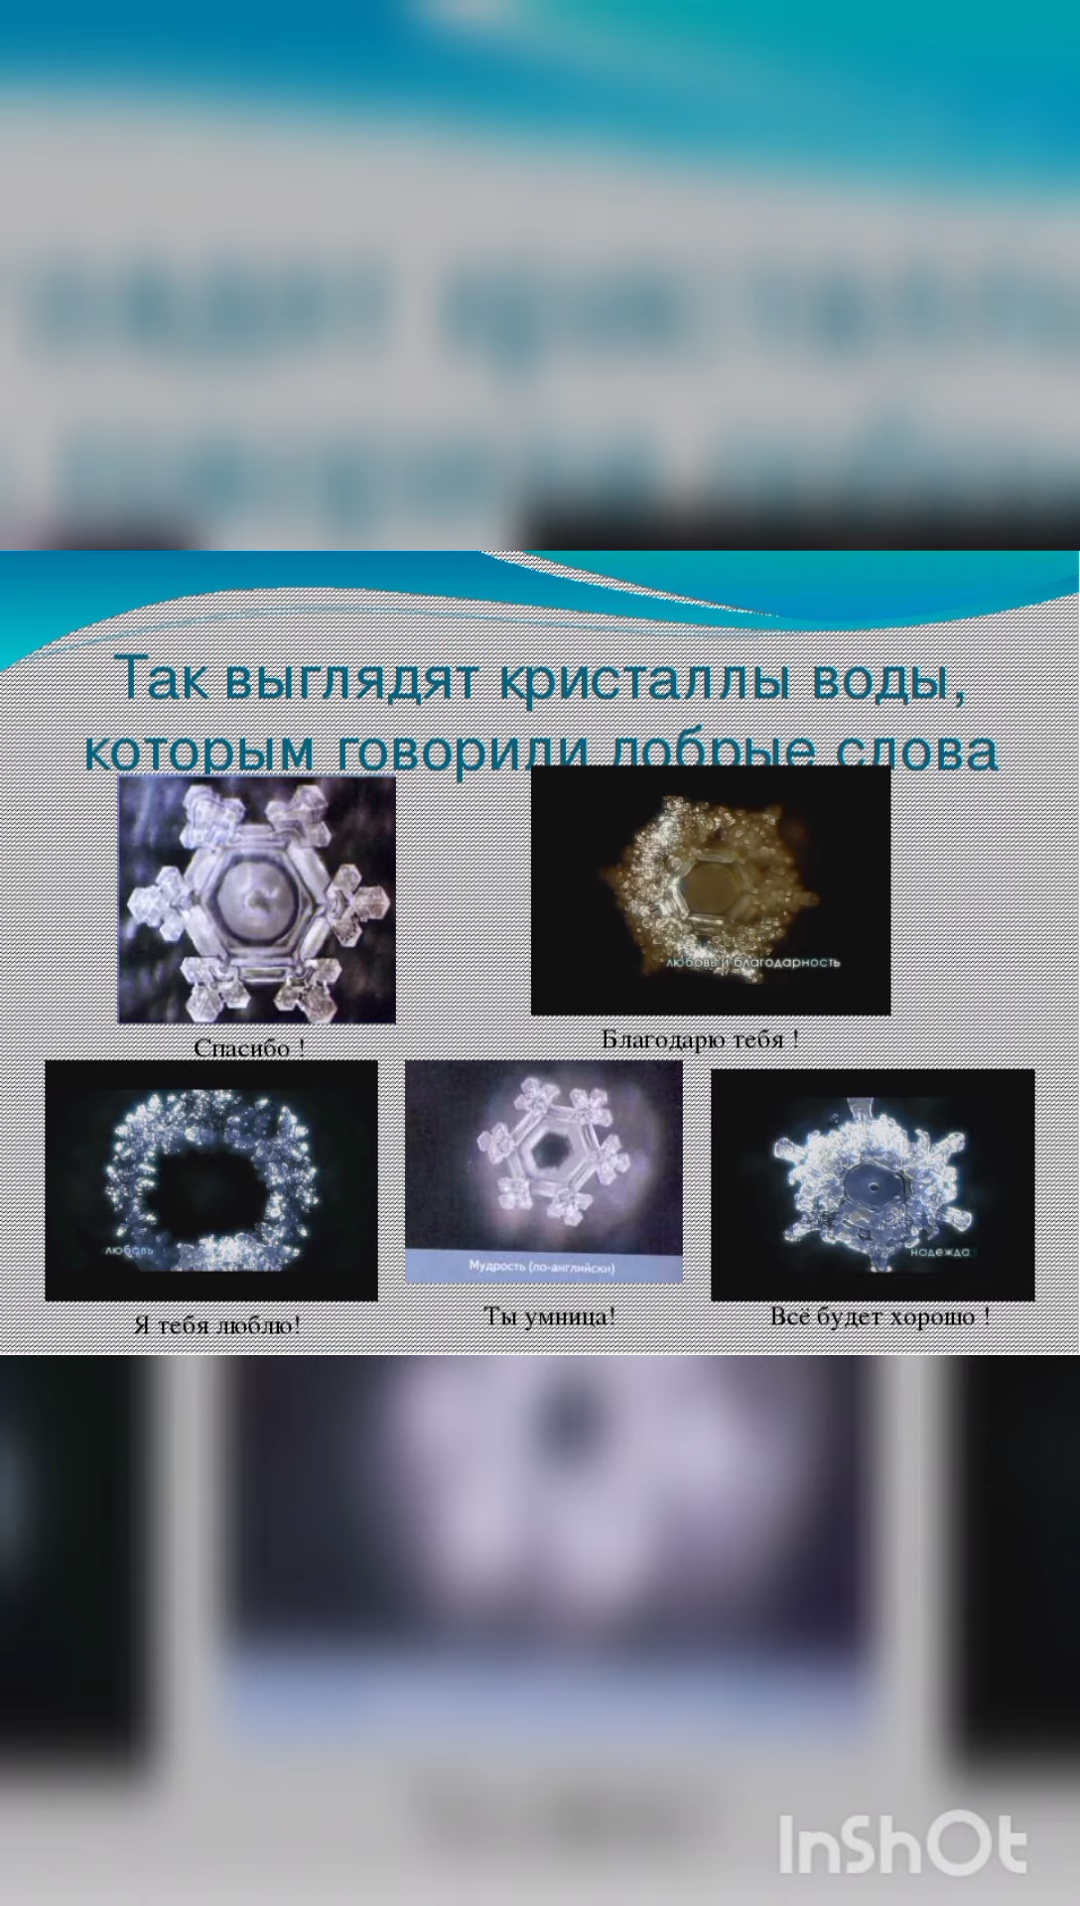 Так выглядят кристаллы воды,
которым говорили добрые слова
любовь и благодарность
Спасибо !
Благодарю тебя !
любовь
Мудрость (по-английски)
надежда
Я тебя люблю!
Ты умница!
Всё будет хорошо !
InShOt